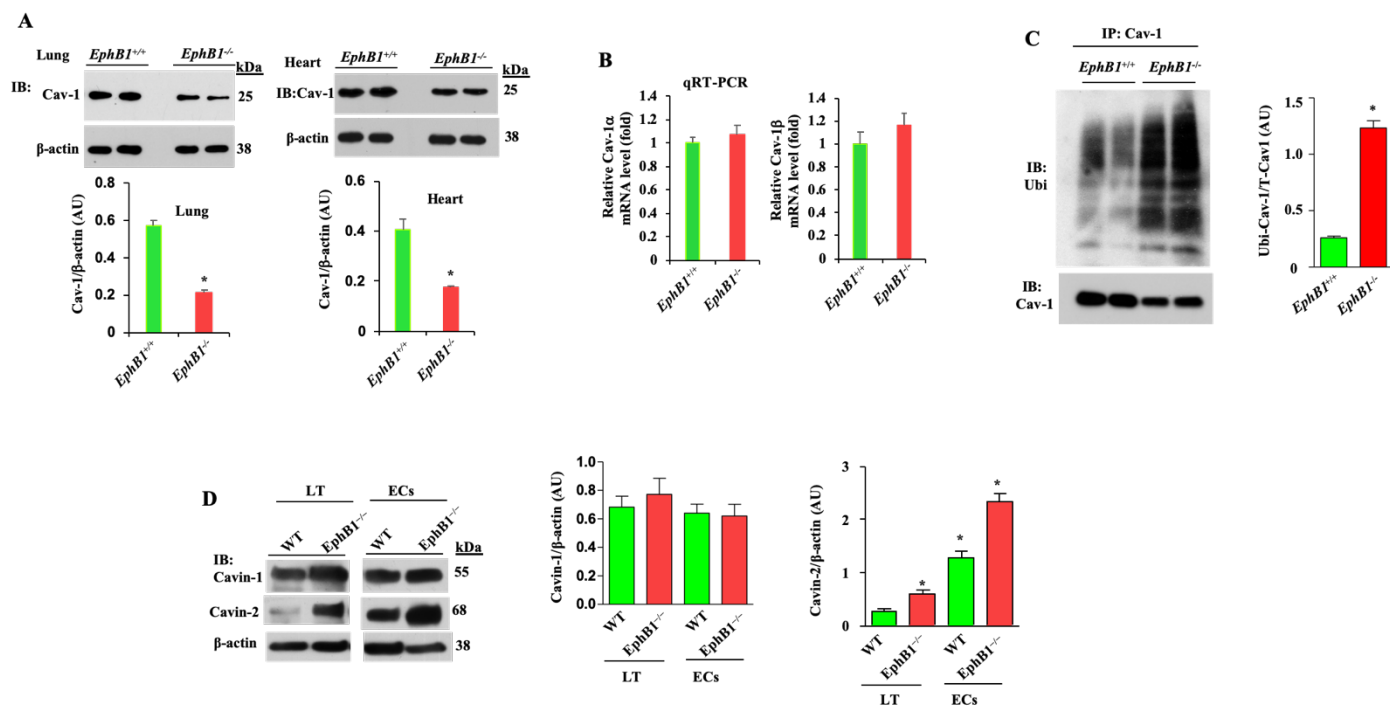 A
Lung EphB1+/+ EphB1-/-
kDa
IB: Cav-1 25
β-actin 38
Heart EphB1+/+ EphB1-/-
kDa
IB:Cav-1 25
β-actin 38
Cav-1/β-actin (AU)
0.8
0.6
0.4
0.2
0
Lung
*
EphB1+/+
EphB1-/-
Cav-1/β-actin (AU)
0.6
0.4
0.2
0
Heart
*
EphB1+/+
EphB1-/-
B
qRT-PCR
Relative Cav-1α
mRNA level (fold)
1.4
1.2
1
0.8
0.6
0.4
0.2
0
EphB1+/+
EphB1-/-
Relative Cav-1β
mRNA level (fold)
1.4
1.2
1
0.8
0.6
0.4
0.2
0
EphB1+/+
EphB1-/-
C
IP: Cav-1
EphB1+/+ EphB1-/-
IB:
Ubi
IB:
Cav-1
Ubi-Cav-1/T-Cav1 (AU)
1.5
1.0
0.5
0
*
EphB1+/+
EphB1-/-
D
LT ECs
WT EphB1−/− WT EphB1−/−
kDa
IB:
Cavin-1 55
Cavin-2 68
β-actin 38
Cavin-1/β-actin (AU)
1.0
0.8
0.6
0.4
0.2
0.0
WT EphB1−/− WT EphB1−/−
LT ECs
Cavin-2/β-actin (AU)
3
2
1
0
*
*
*
WT EphB1−/− WT EphB1−/−
LT ECs